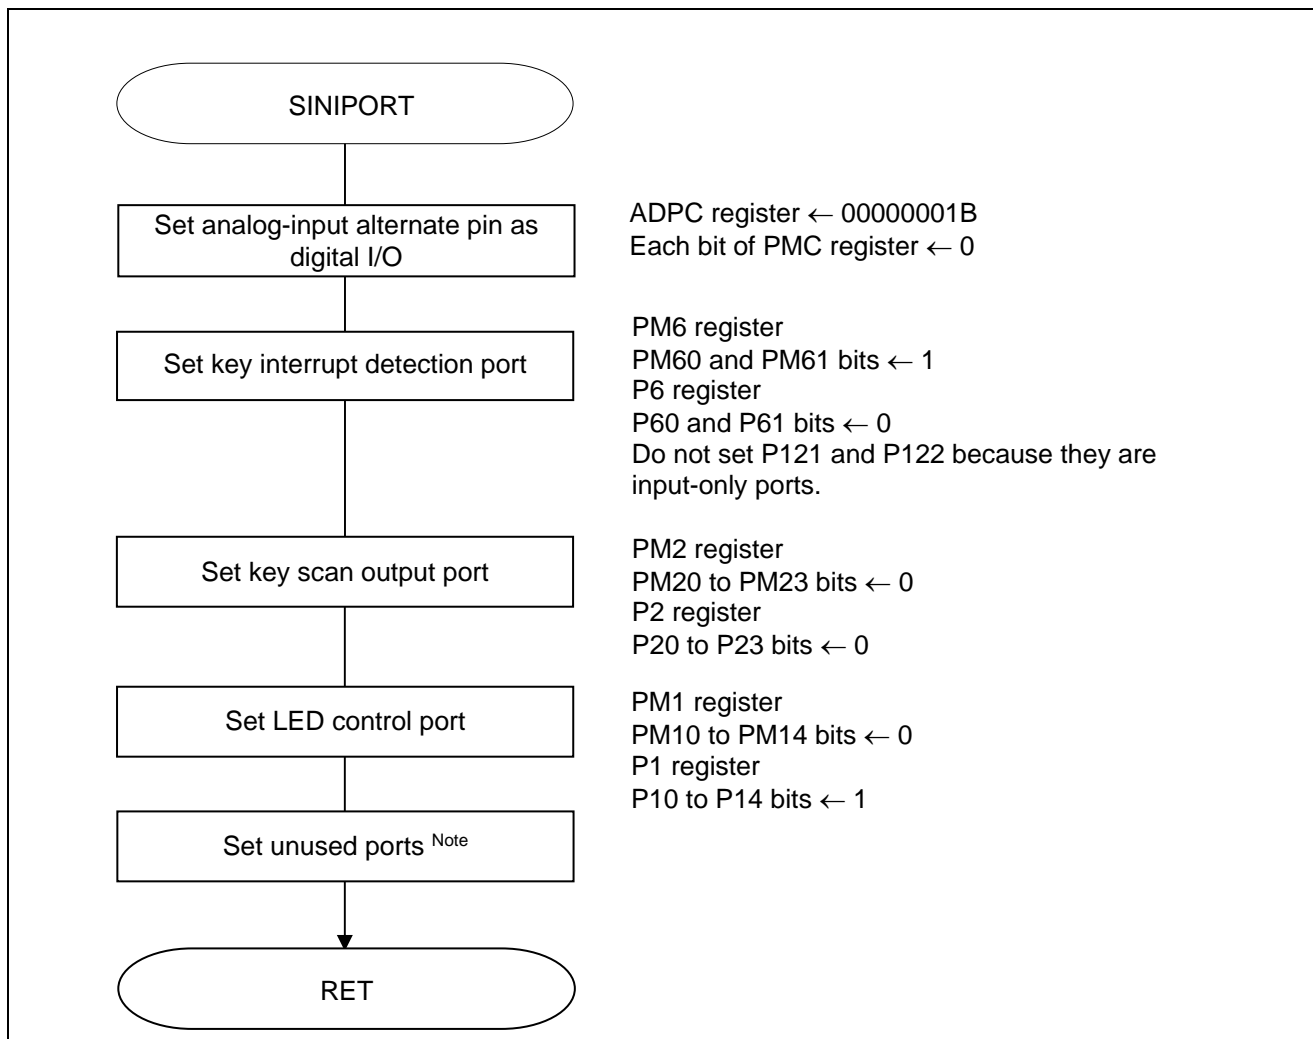 SINIPORT
Set analog-input alternate pin as
digital I/O
ADPC register ← 00000001B
Each bit of PMC register ← 0
Set key interrupt detection port
PM6 register
PM60 and PM61 bits ← 1
P6 register
P60 and P61 bits ← 0
Do not set P121 and P122 because they are
input-only ports.
Set key scan output port
PM2 register
PM20 to PM23 bits ← 0
P2 register
P20 to P23 bits ← 0
Set LED control port
PM1 register
PM10 to PM14 bits ← 0
P1 register
P10 to P14 bits ← 1
Set unused ports Note
RET